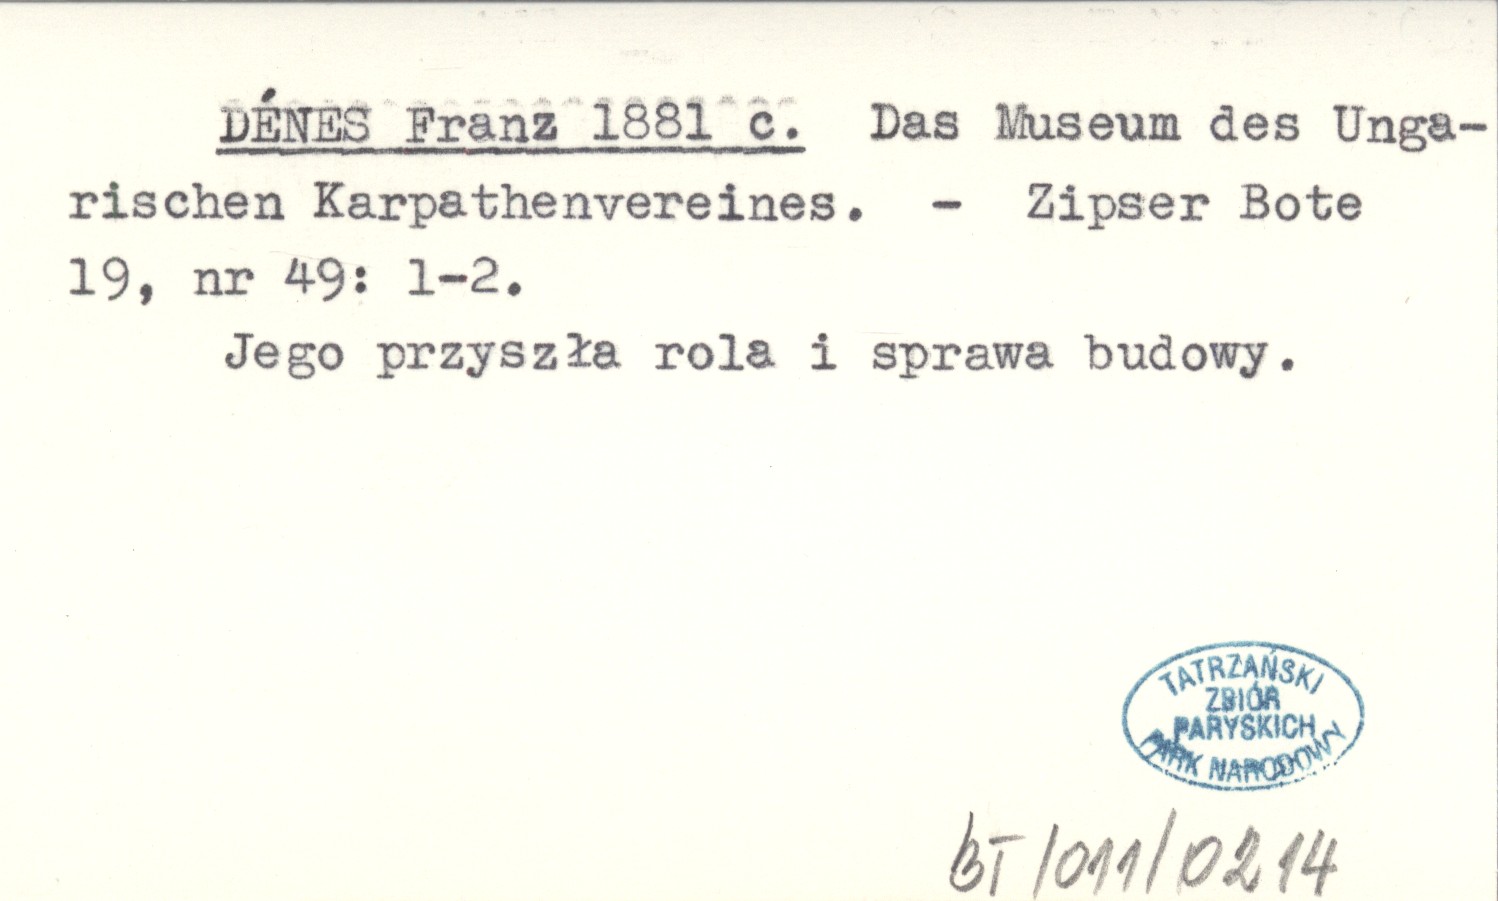 DÉNES Franz 1881 c. Das Museum des Unga-
rischen Karpathenvereines. - Zipser Bote
19, nr 49: 1-2.
Jego przyszła rola i sprawa budowy.
TATRZAŃSKI
ZBIÓR
PARYSKICH
PARK NARODOWY
BT/011/0214